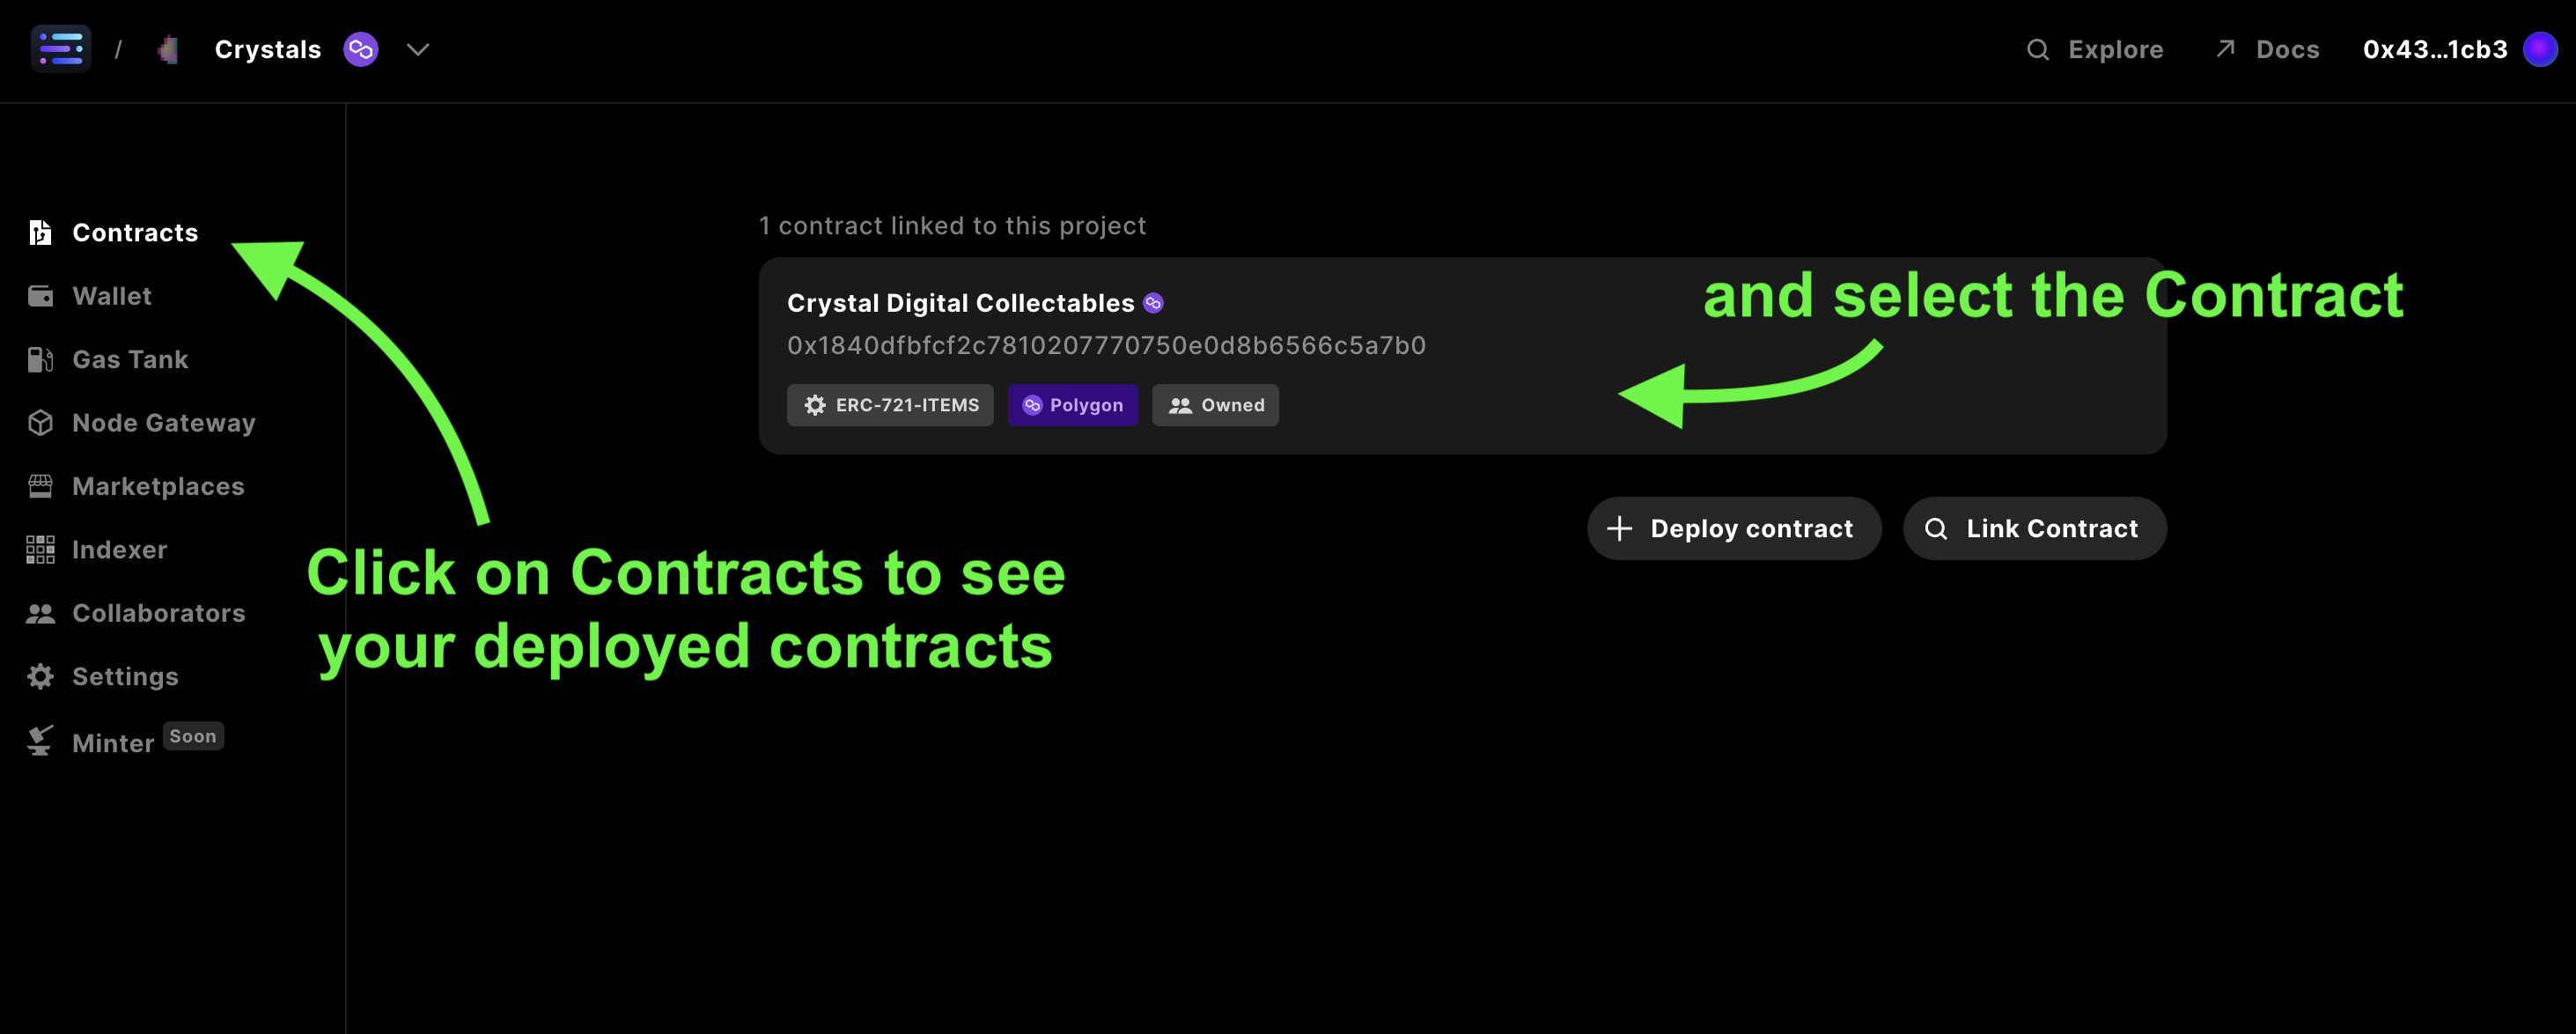 / Crystals
Explore
Docs
0x43...1cb3
Contracts
Wallet
Gas Tank
Node Gateway
Marketplaces
Indexer
Collaborators
Settings
Minter Soon
1 contract linked to this project
Crystal Digital Collectables
0x1840dfbfcf2c7810207770750e0d8b6566c5a7b0
ERC-721-ITEMS
Polygon
Owned
and select the Contract
Deploy contract
Link Contract
Click on Contracts to see
your deployed contracts